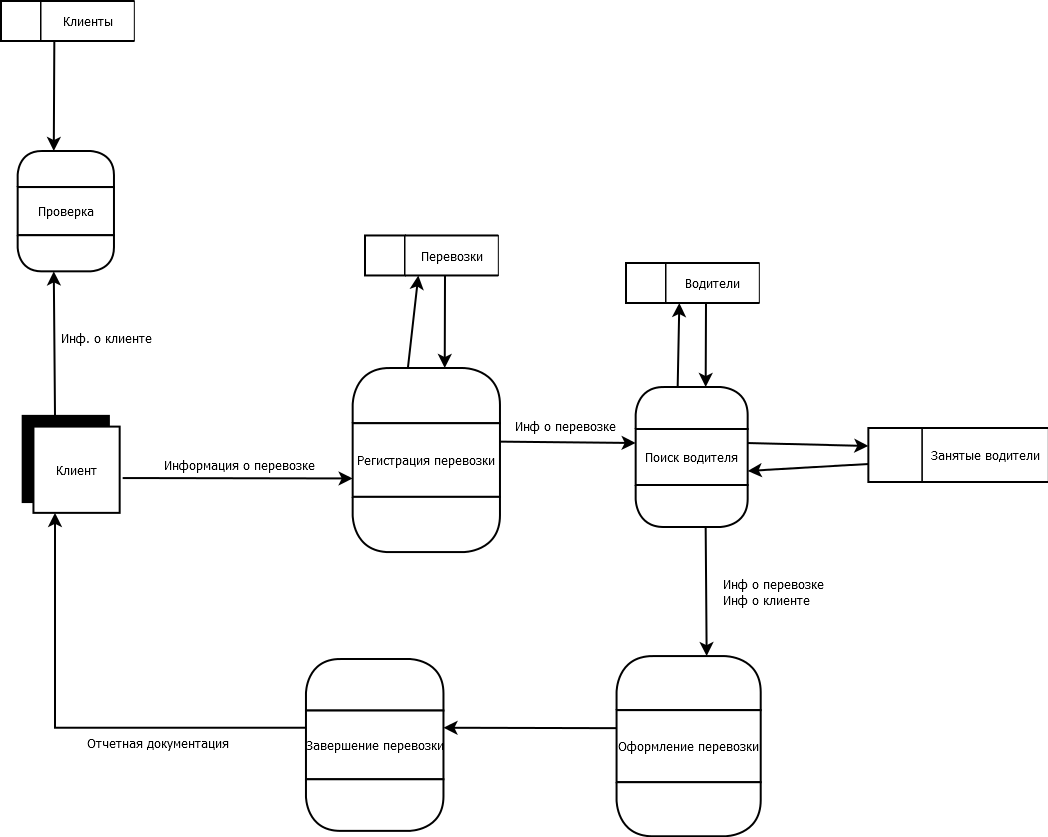 Клиенты
Проверка
Инф. о клиенте
Перевозки
Водители
Клиент
Информация о перевозке
Регистрация перевозки
Инф о перевозке
Поиск водителя
Занятые водители
Инф о перевозке
Инф о клиенте
Отчетная документация
Завершение перевозки
Оформление перевозки